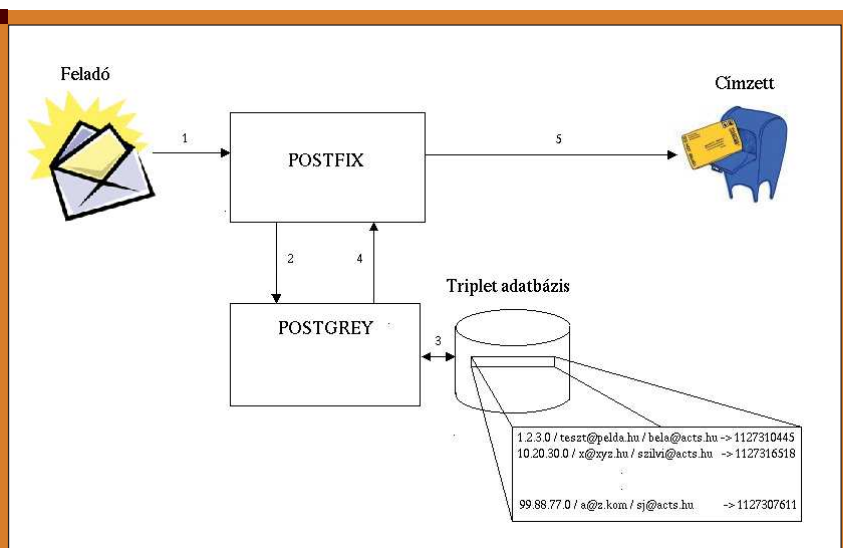 Feladó
Címzett
1
POSTFIX
5
2
4
Triplet adatbázis
POSTGREY
3
1.2.3.0 / teszt@pelda.hu / bela@acts.hu -> 1127310445
10.20.30.0 / x@xyz.hu / szilvi@acts.hu -> 1127316518
.
.
99.88.77.0 / a@z.kom / sj@acts.hu -> 1127307611